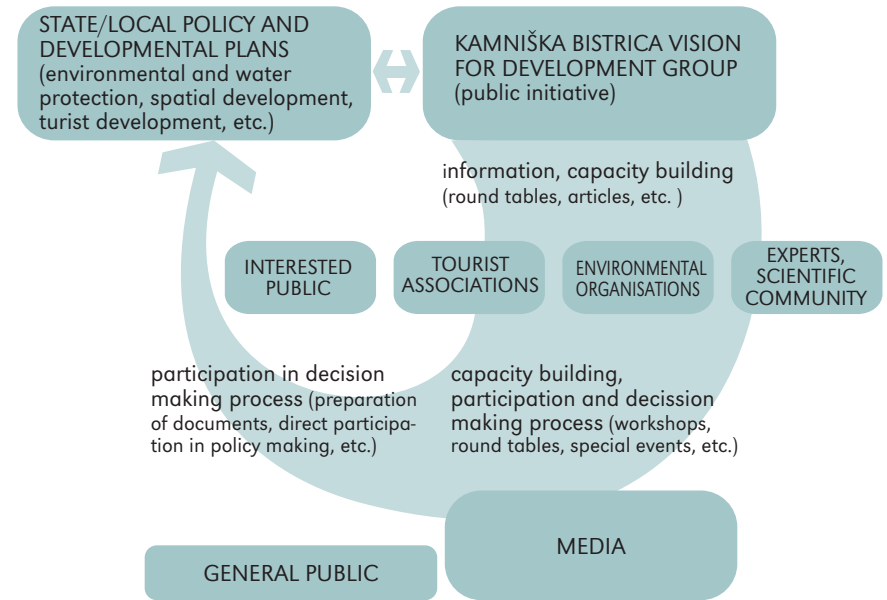 STATE/LOCAL POLICY AND
DEVELOPMENTAL PLANS
(environmental and water
protection, spatial development,
turist development, etc.)
KAMNIŠKA BISTRICA VISION
FOR DEVELOPMENT GROUP
(public initiative)
information, capacity building
(round tables, articles, etc. )
INTERESTED
PUBLIC
TOURIST
ASSOCIATIONS
ENVIRONMENTAL
ORGANISATIONS
EXPERTS,
SCIENTIFIC
COMMUNITY
participation in decision
making process (preparation
of documents, direct participa-
tion in policy making, etc.)
capacity building,
participation and decission
making process (workshops,
round tables, special events, etc.)
MEDIA
GENERAL PUBLIC